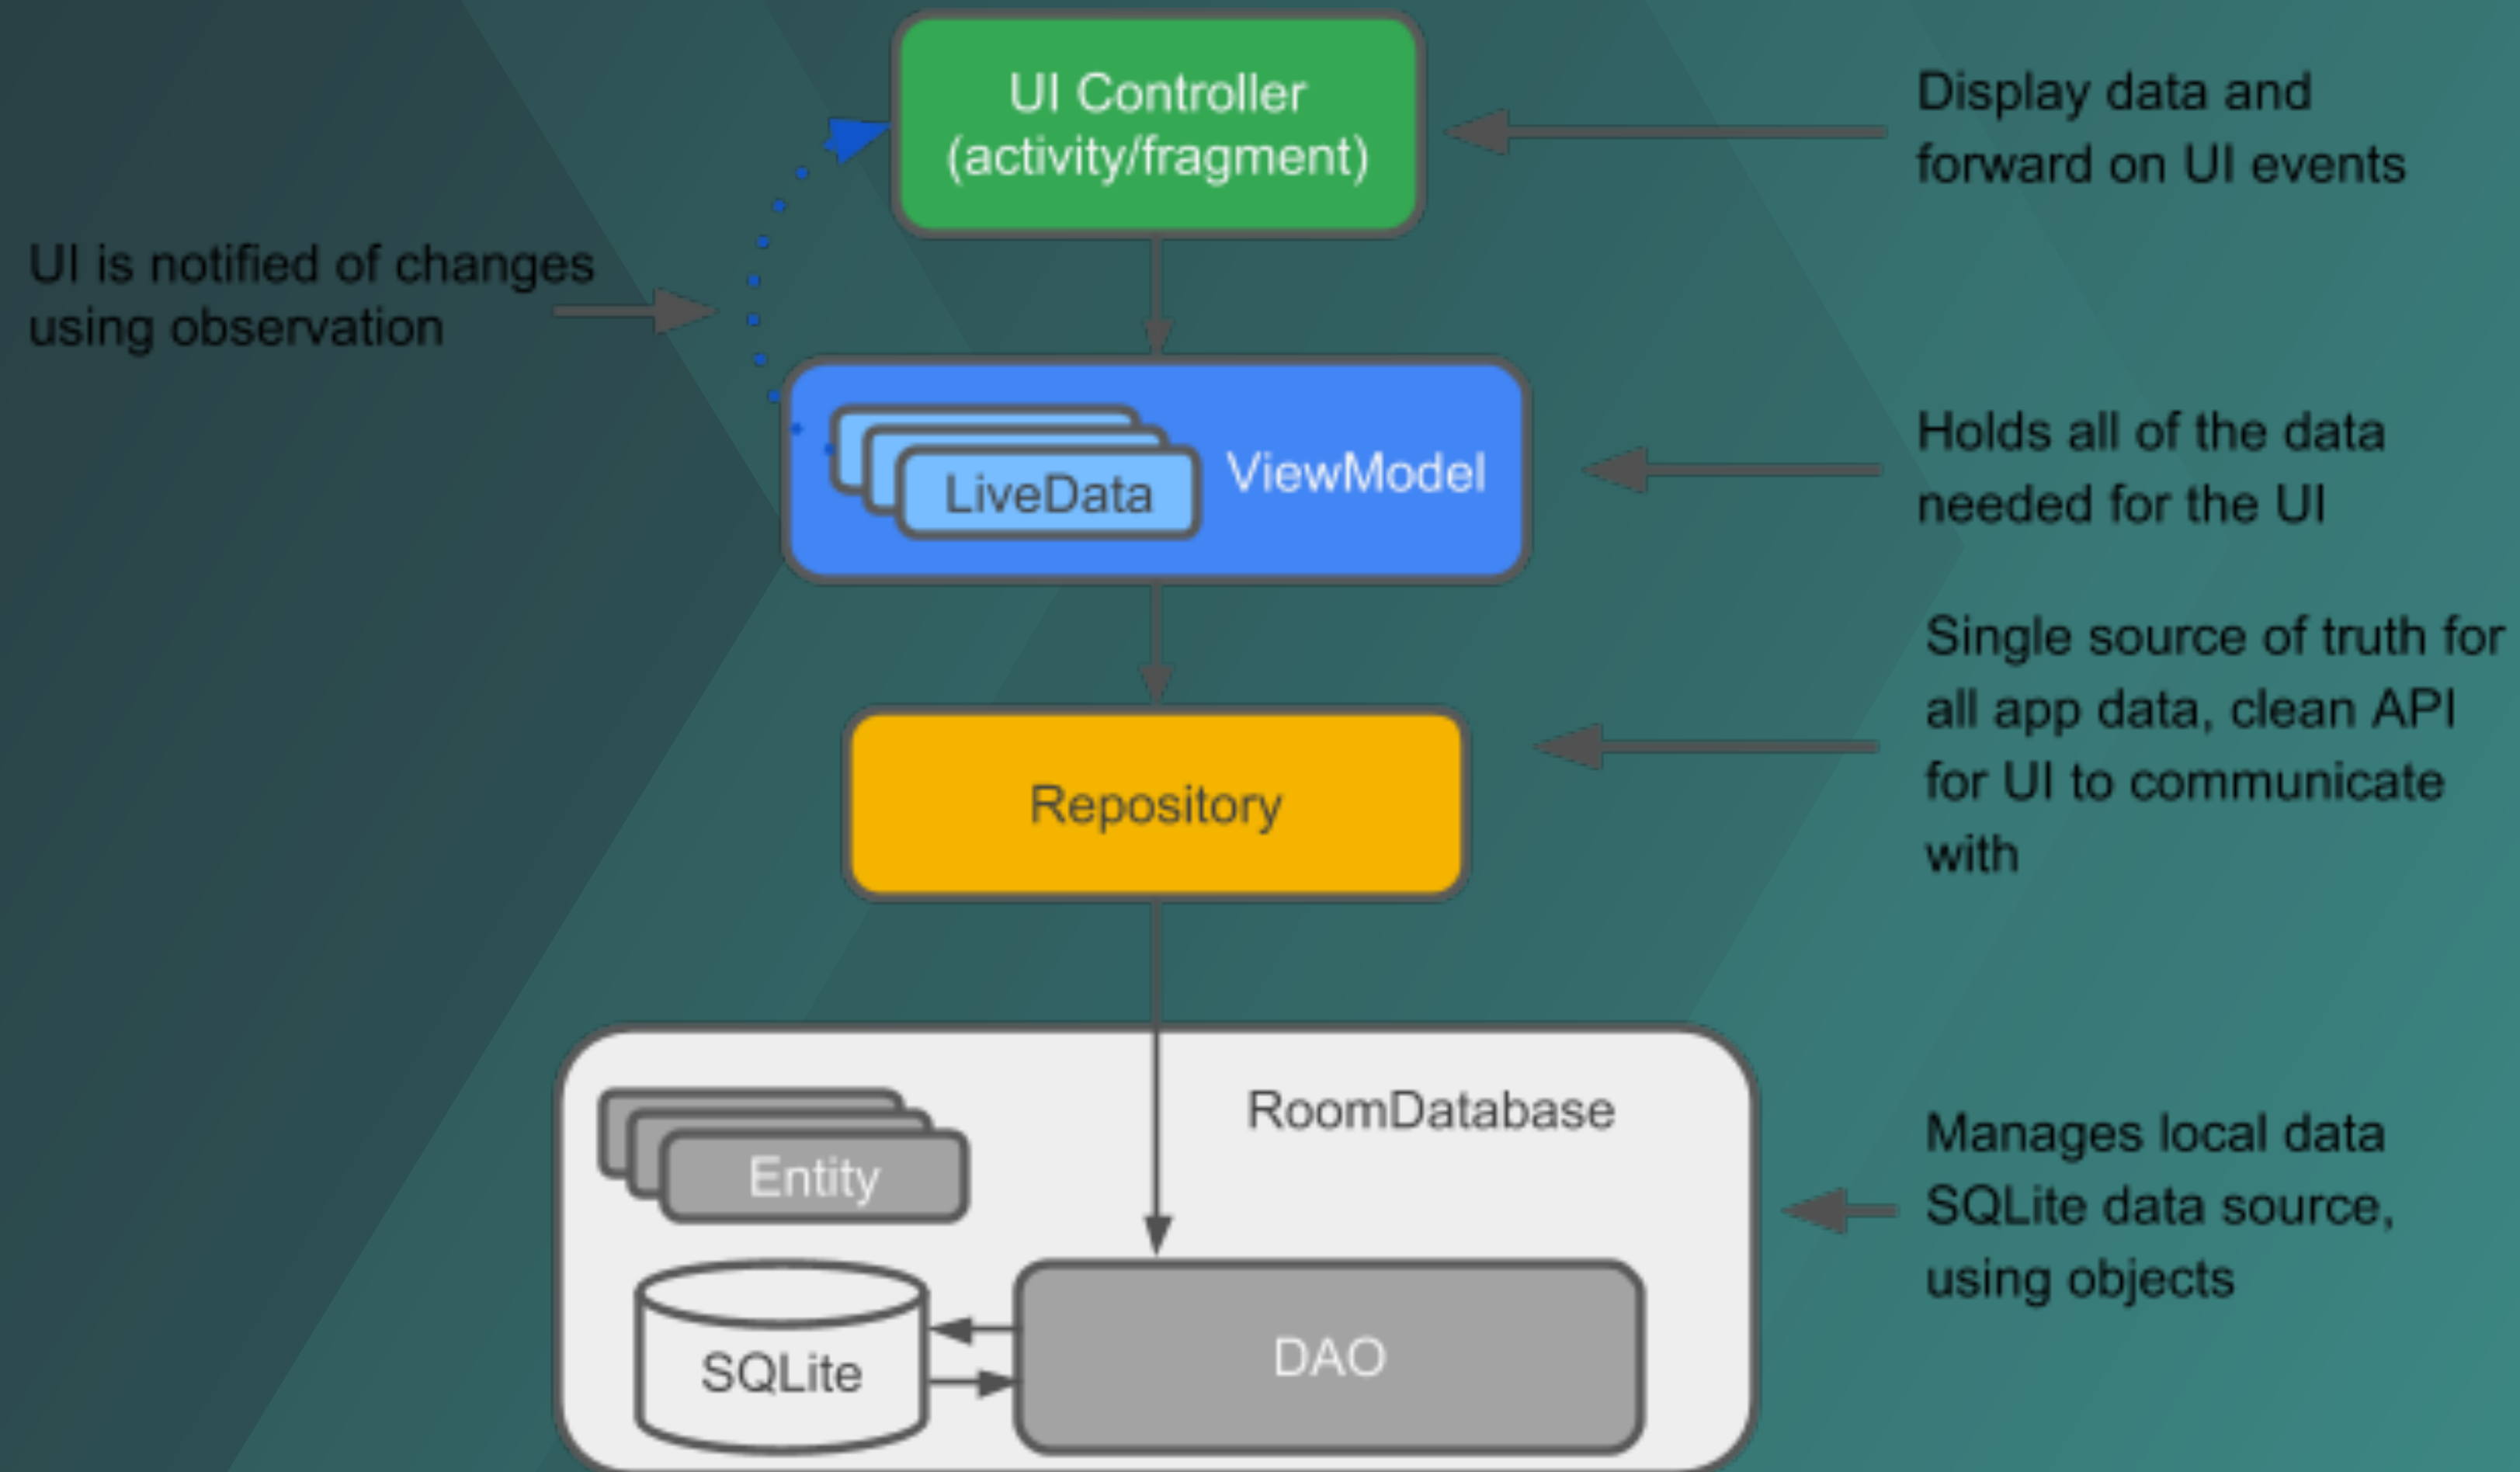 UI Controller
(activity/fragment)
Display data and
forward on UI events
UI is notified of changes
using observation
LiveData
ViewModel
Holds all of the data
needed for the UI
Single source of truth for
all app data, clean API
for UI to communicate
with
Repository
RoomDatabase
Entity
Manages local data
SQLite data source,
using objects
SQLite
DAO